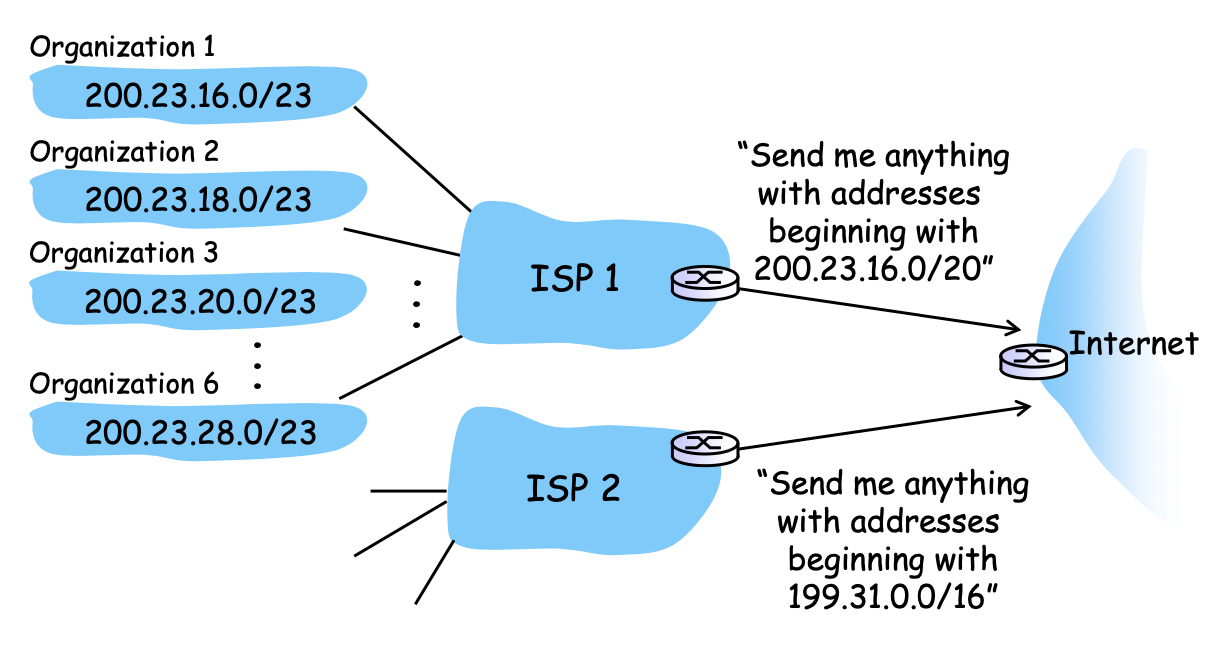 Organization 1
200.23.16.0/23
Organization 2
200.23.18.0/23
Organization 3
200.23.20.0/23
Organization 6
200.23.28.0/23
ISP 1
“Send me anything
with addresses
beginning with
200.23.16.0/20”
Internet
ISP 2
“Send me anything
with addresses
beginning with
199.31.0.0/16”